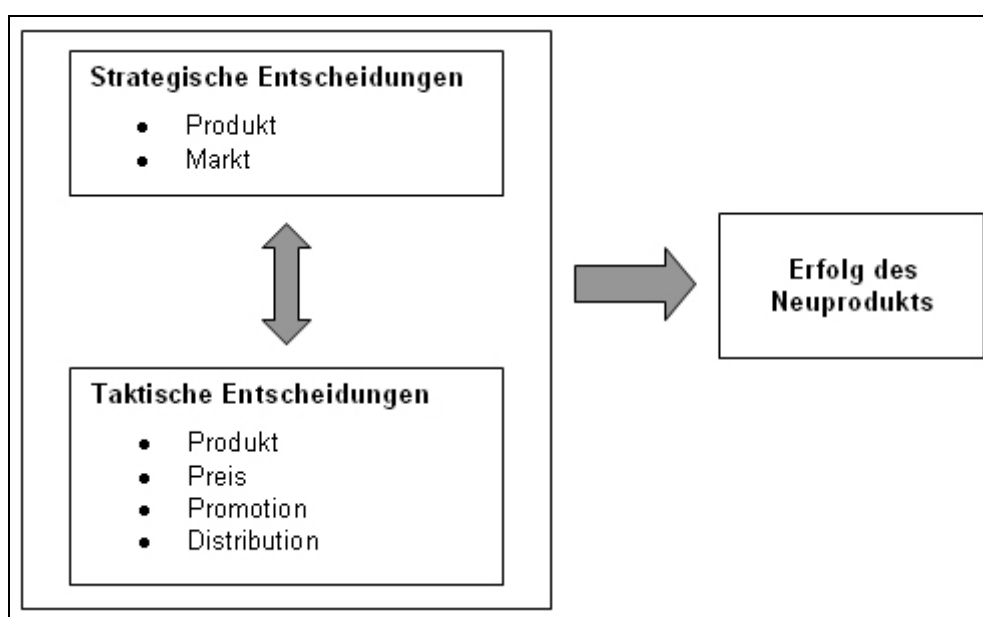 Strategische Entscheidungen
● Produkt
● Markt
Taktische Entscheidungen
● Produkt
● Preis
● Promotion
● Distribution
Erfolg des
Neuprodukts